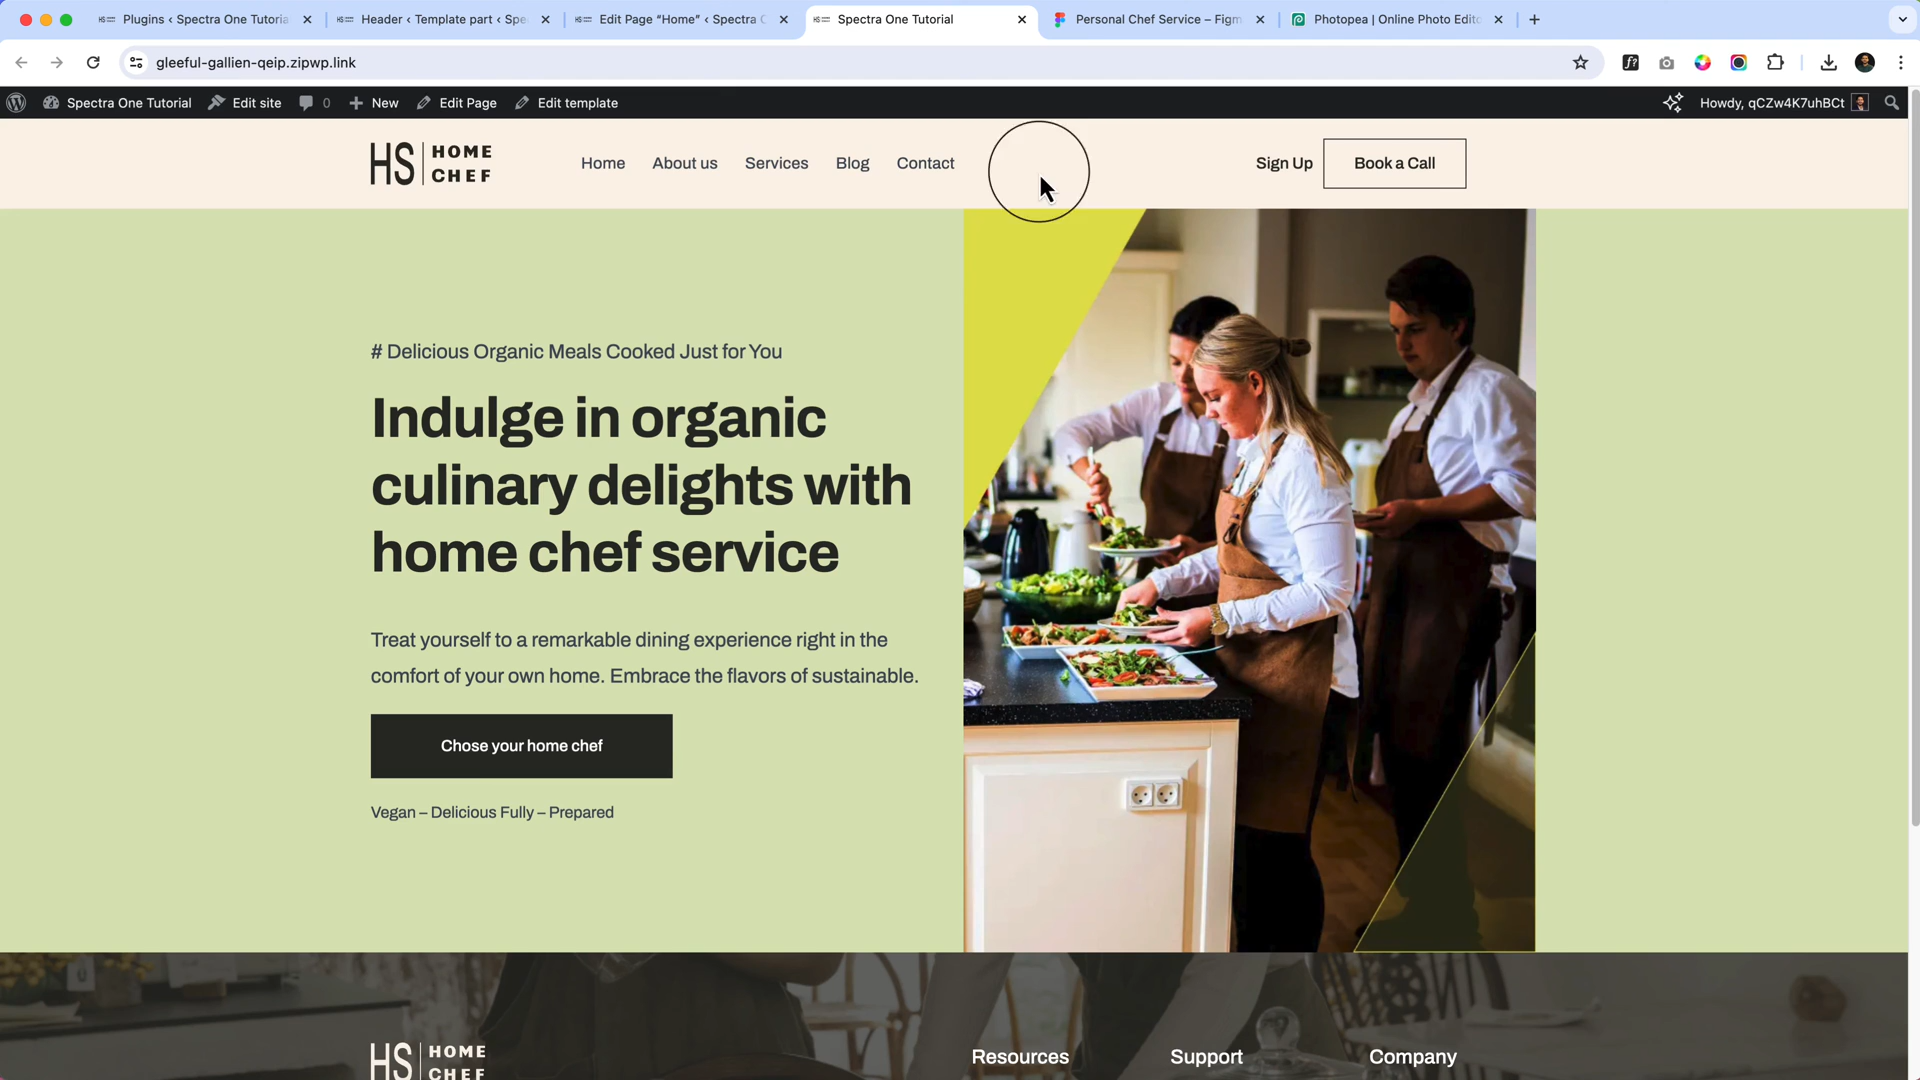 Plugins ‹ Spectra One Tutoria
Header ‹ Template part ‹ Spe
Edit Page “Home” ‹ Spectra O
Spectra One Tutorial
Personal Chef Service – Figm
Photopea | Online Photo Edito
gleeful-gallien-qeip.zipwp.link
Spectra One Tutorial
Edit site
0
New
Edit Page
Edit template
Howdy, qCZw4K7uhBCt
HS HOME CHEF
Home
About us
Services
Blog
Contact
Sign Up
Book a Call
# Delicious Organic Meals Cooked Just for You
Indulge in organic
culinary delights with
home chef service
Treat yourself to a remarkable dining experience right in the
comfort of your own home. Embrace the flavors of sustainable.
Chose your home chef
Vegan – Delicious Fully – Prepared
HS HOME CHEF
Resources
Support
Company